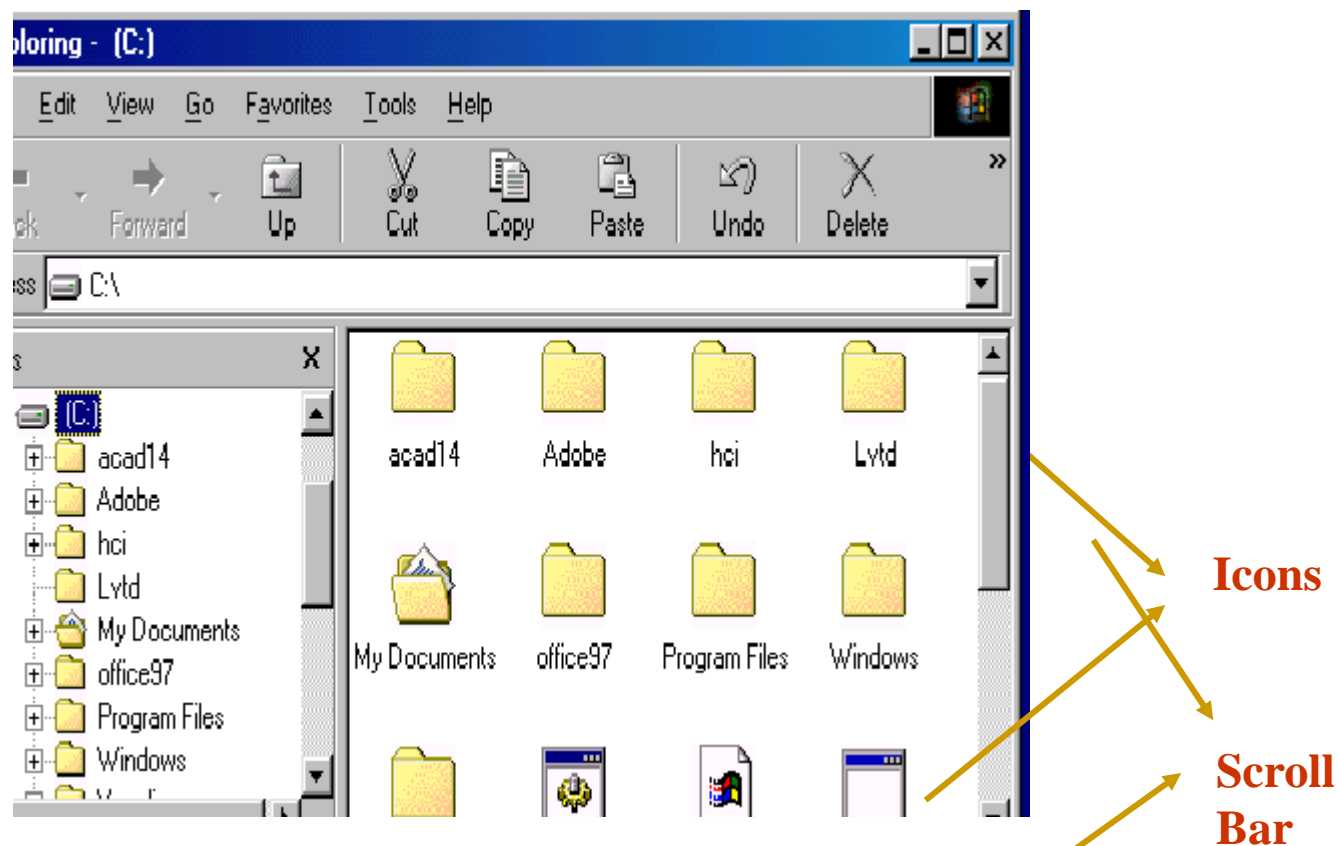 oloring - (C:)
Edit View Go Favorites Tools Help
Forward Up Cut Copy Paste Undo Delete »
C:\
(C:)
acad14
Adobe
hci
Lvtd
My Documents
office97
Program Files
Windows
acad14 Adobe hci Lvtd
My Documents office97 Program Files Windows
Icons
Scroll
Bar